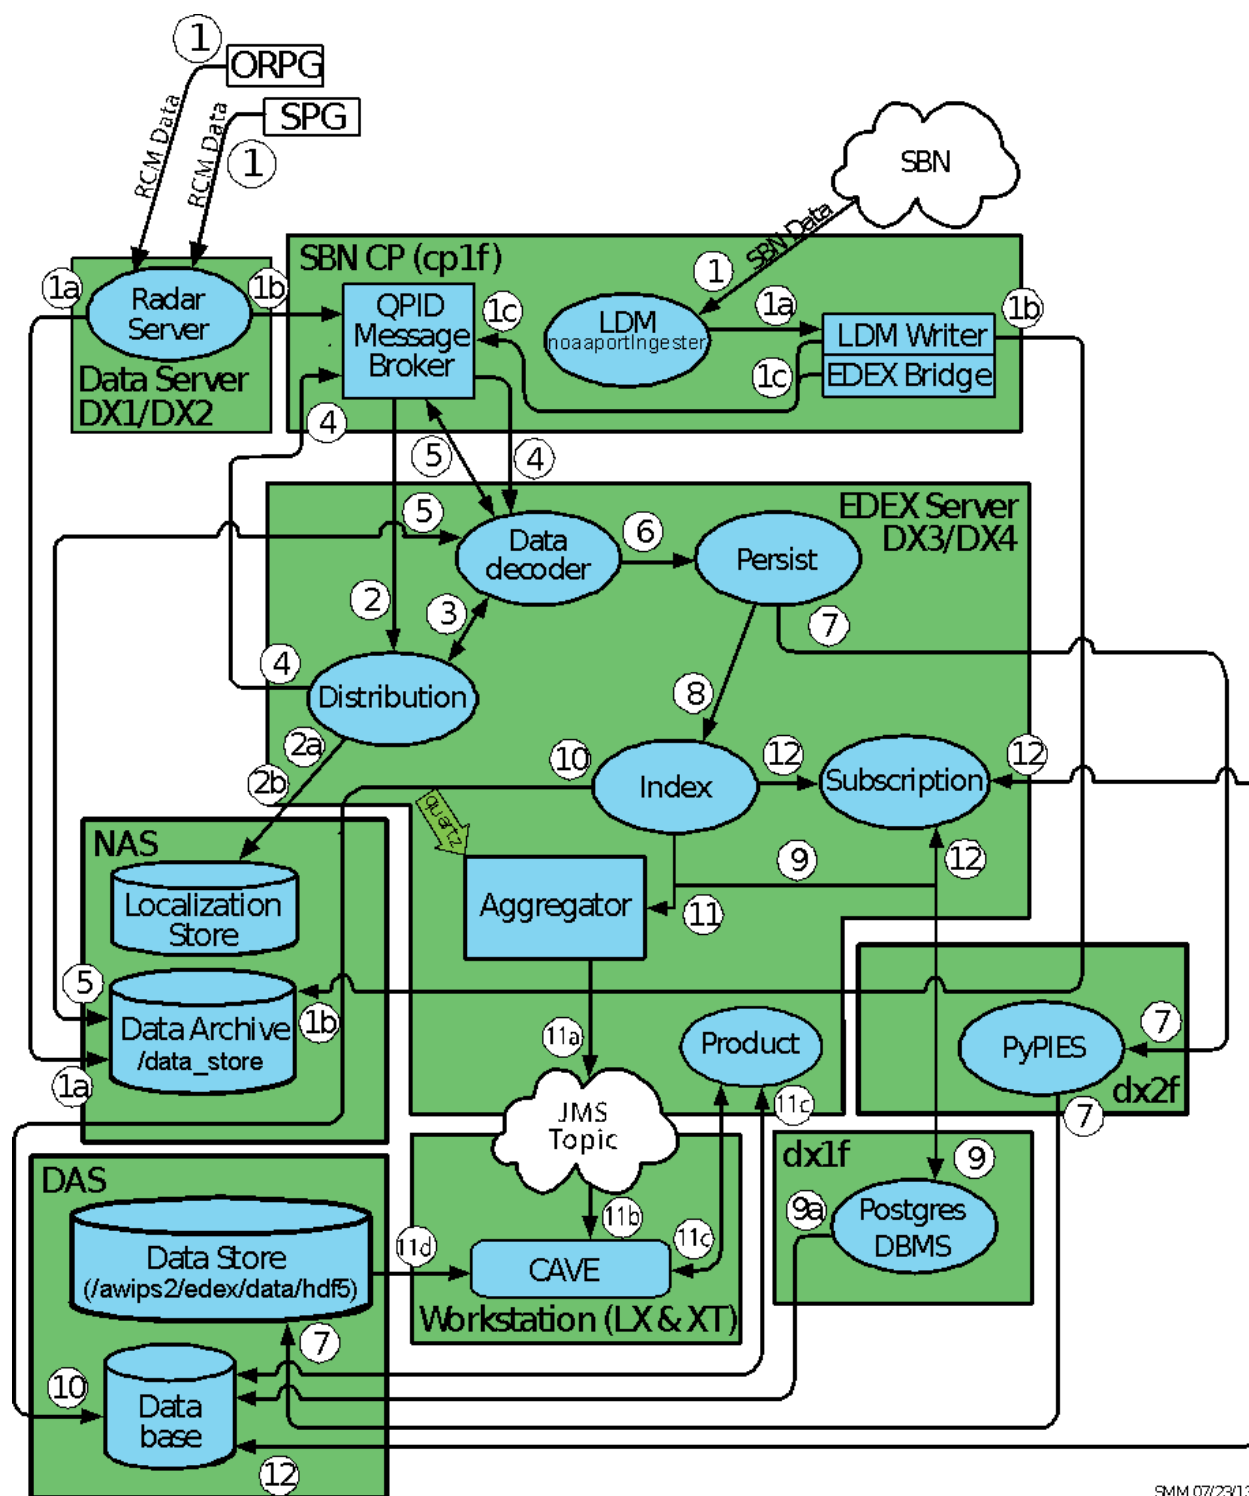 1
ORPG
SPG
1
RCM Data
RCM Data
SBN
SBN Data
SBN CP (cp1f)
1
1a
Radar
Server
1b
QPID
Message
Broker
1c
LDM
noaaportIngester
1a
LDM Writer
EDEX Bridge
1b
1c
Data Server
DX1/DX2
4
5
4
EDEX Server
DX3/DX4
5
Data
decoder
6
Persist
2
3
7
4
Distribution
8
2a
2b
10
Index
12
Subscription
12
quartz
NAS
9
12
Localization
Store
Aggregator
11
5
Data Archive
/data_store
1b
1a
11a
Product
PyPIES
7
dx2f
7
11c
JMS
Topic
dx1f
9
DAS
9a
Postgres
DBMS
11b
11c
Data Store
(/awips2/edex/data/hdf5)
11d
CAVE
Workstation (LX & XT)
7
10
Data
base
12
SMM 07/23/13